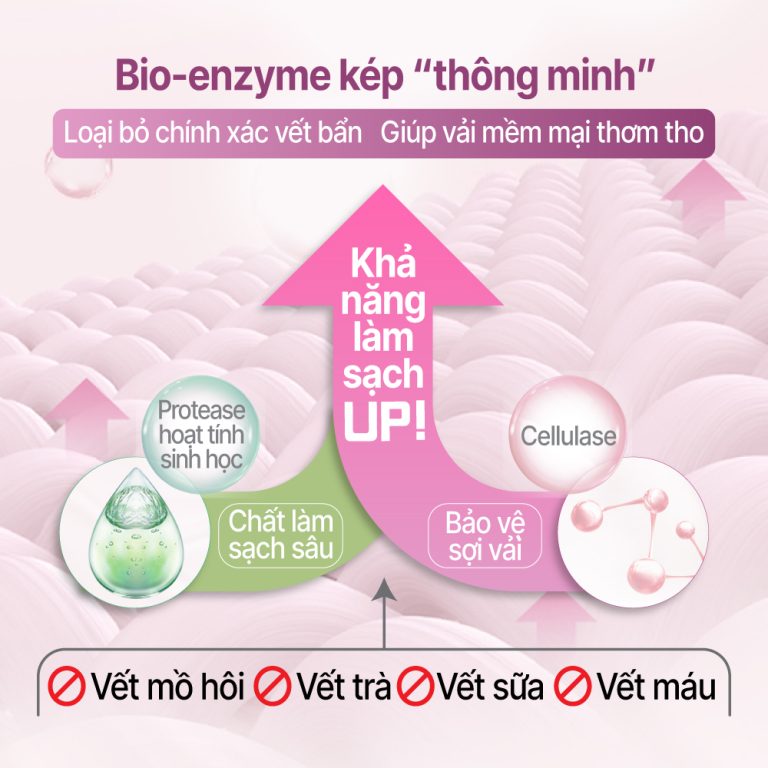 Bio-enzyme kép “thông minh”
Loại bỏ chính xác vết bẩn Giúp vải mềm mại thơm tho
Khả
năng
làm
sạch
UP!
Protease
hoạt tính
sinh học
Cellulase
Chất làm
sạch sâu
Bảo vệ
sợi vải
Vết mồ hôi Vết trà Vết sữa Vết máu